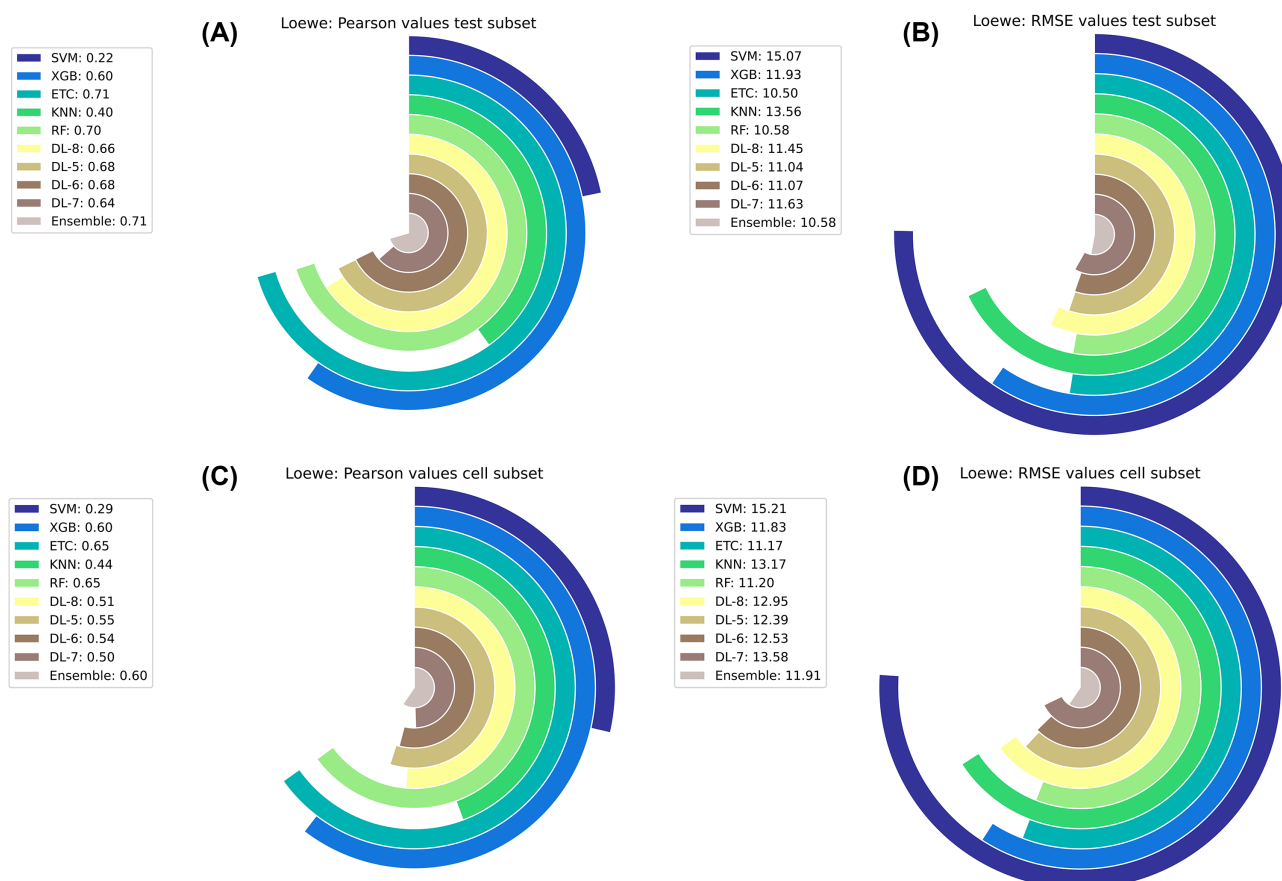 (A)
Loewe: Pearson values test subset
SVM: 0.22
XGB: 0.60
ETC: 0.71
KNN: 0.40
RF: 0.70
DL-8: 0.66
DL-5: 0.68
DL-6: 0.68
DL-7: 0.64
Ensemble: 0.71
(B)
Loewe: RMSE values test subset
SVM: 15.07
XGB: 11.93
ETC: 10.50
KNN: 13.56
RF: 10.58
DL-8: 11.45
DL-5: 11.04
DL-6: 11.07
DL-7: 11.63
Ensemble: 10.58
(C)
Loewe: Pearson values cell subset
SVM: 0.29
XGB: 0.60
ETC: 0.65
KNN: 0.44
RF: 0.65
DL-8: 0.51
DL-5: 0.55
DL-6: 0.54
DL-7: 0.50
Ensemble: 0.60
(D)
Loewe: RMSE values cell subset
SVM: 15.21
XGB: 11.83
ETC: 11.17
KNN: 13.17
RF: 11.20
DL-8: 12.95
DL-5: 12.39
DL-6: 12.53
DL-7: 13.58
Ensemble: 11.91